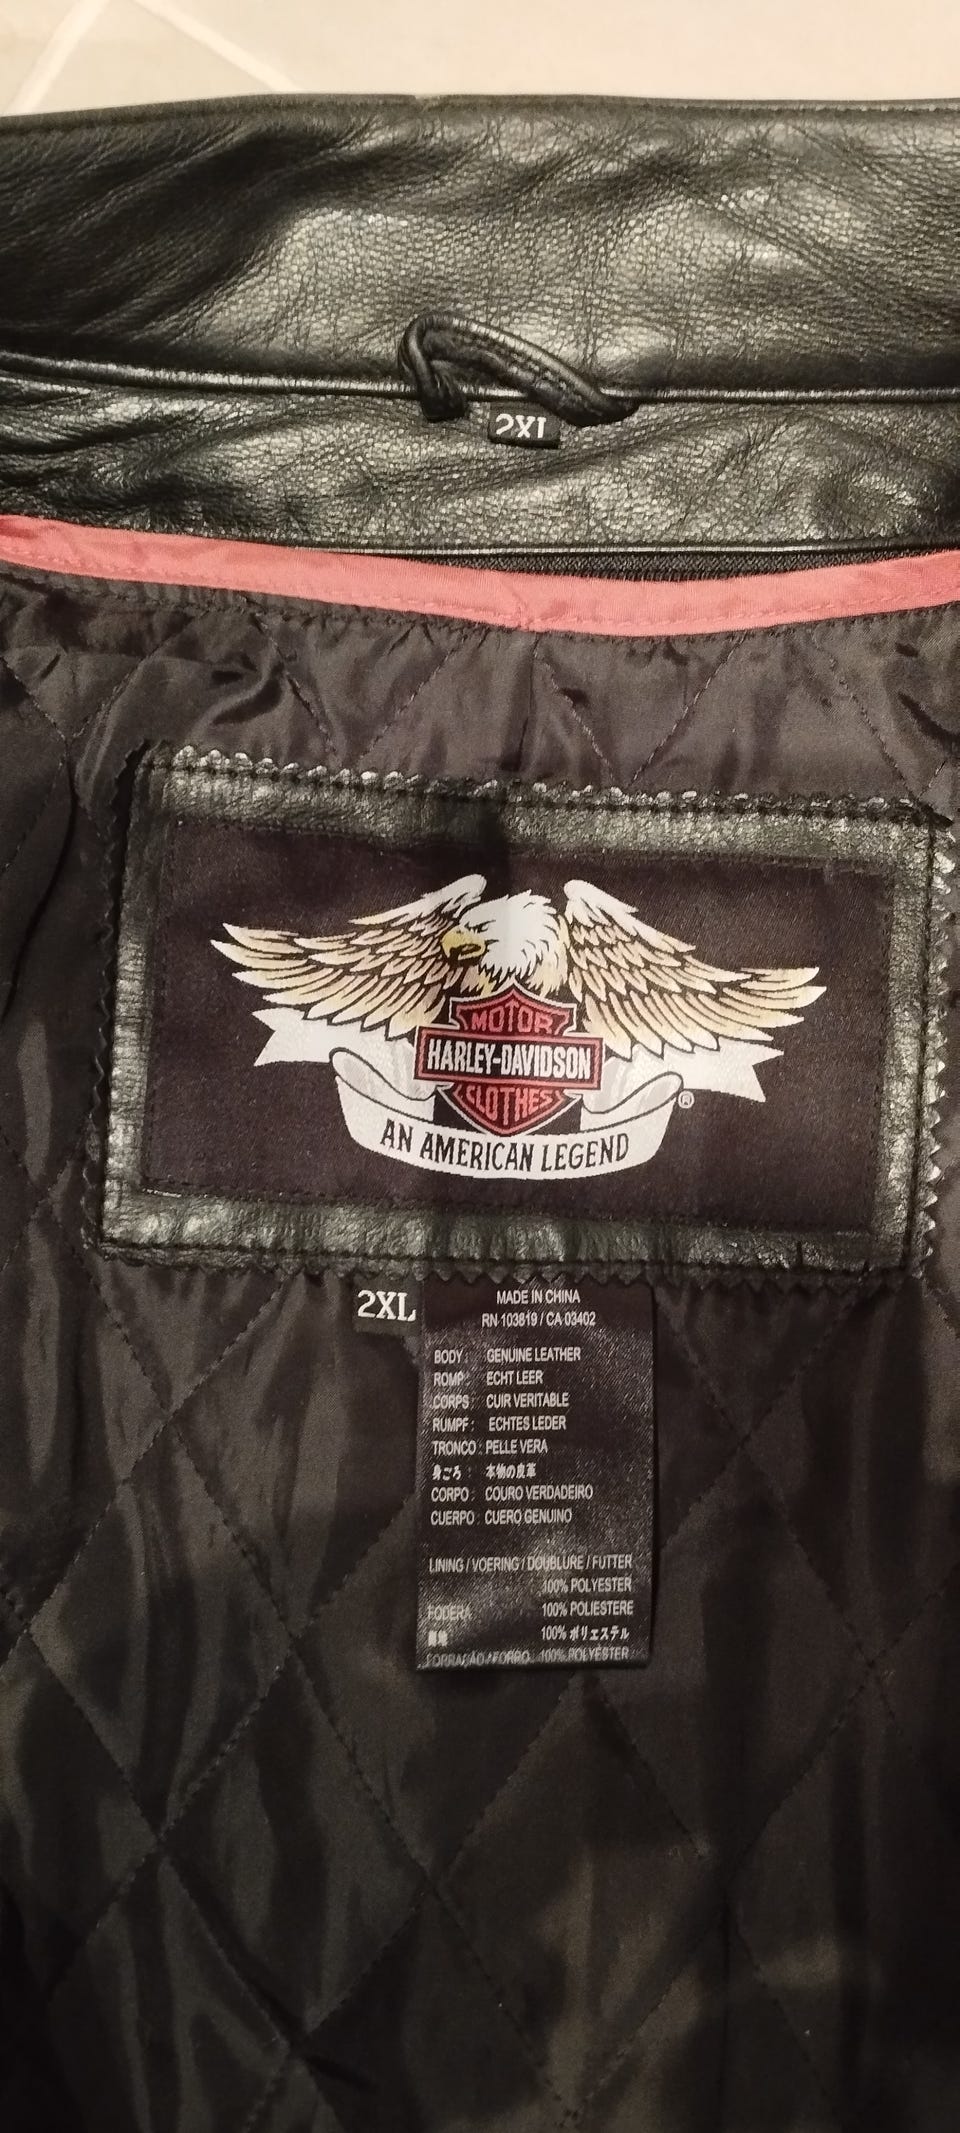 2XL
MOTOR
HARLEY-DAVIDSON
CLOTHES
®
AN AMERICAN LEGEND
2XL
MADE IN CHINA
RN 103819 / CA 03402
BODY : GENUINE LEATHER
ROMP : ECHT LEER
CORPS : CUIR VERITABLE
RUMPF : ECHTES LEDER
TRONCO : PELLE VERA
身ごろ : 本物の皮革
CORPO : COURO VERDADEIRO
CUERPO : CUERO GENUINO
LINING / VOERING / DOUBLURE / FUTTER
100% POLYESTER
FODERA 100% POLIESTERE
100% ポリエステル
FORRAÇÃO / FORRO 100% POLYÉSTER